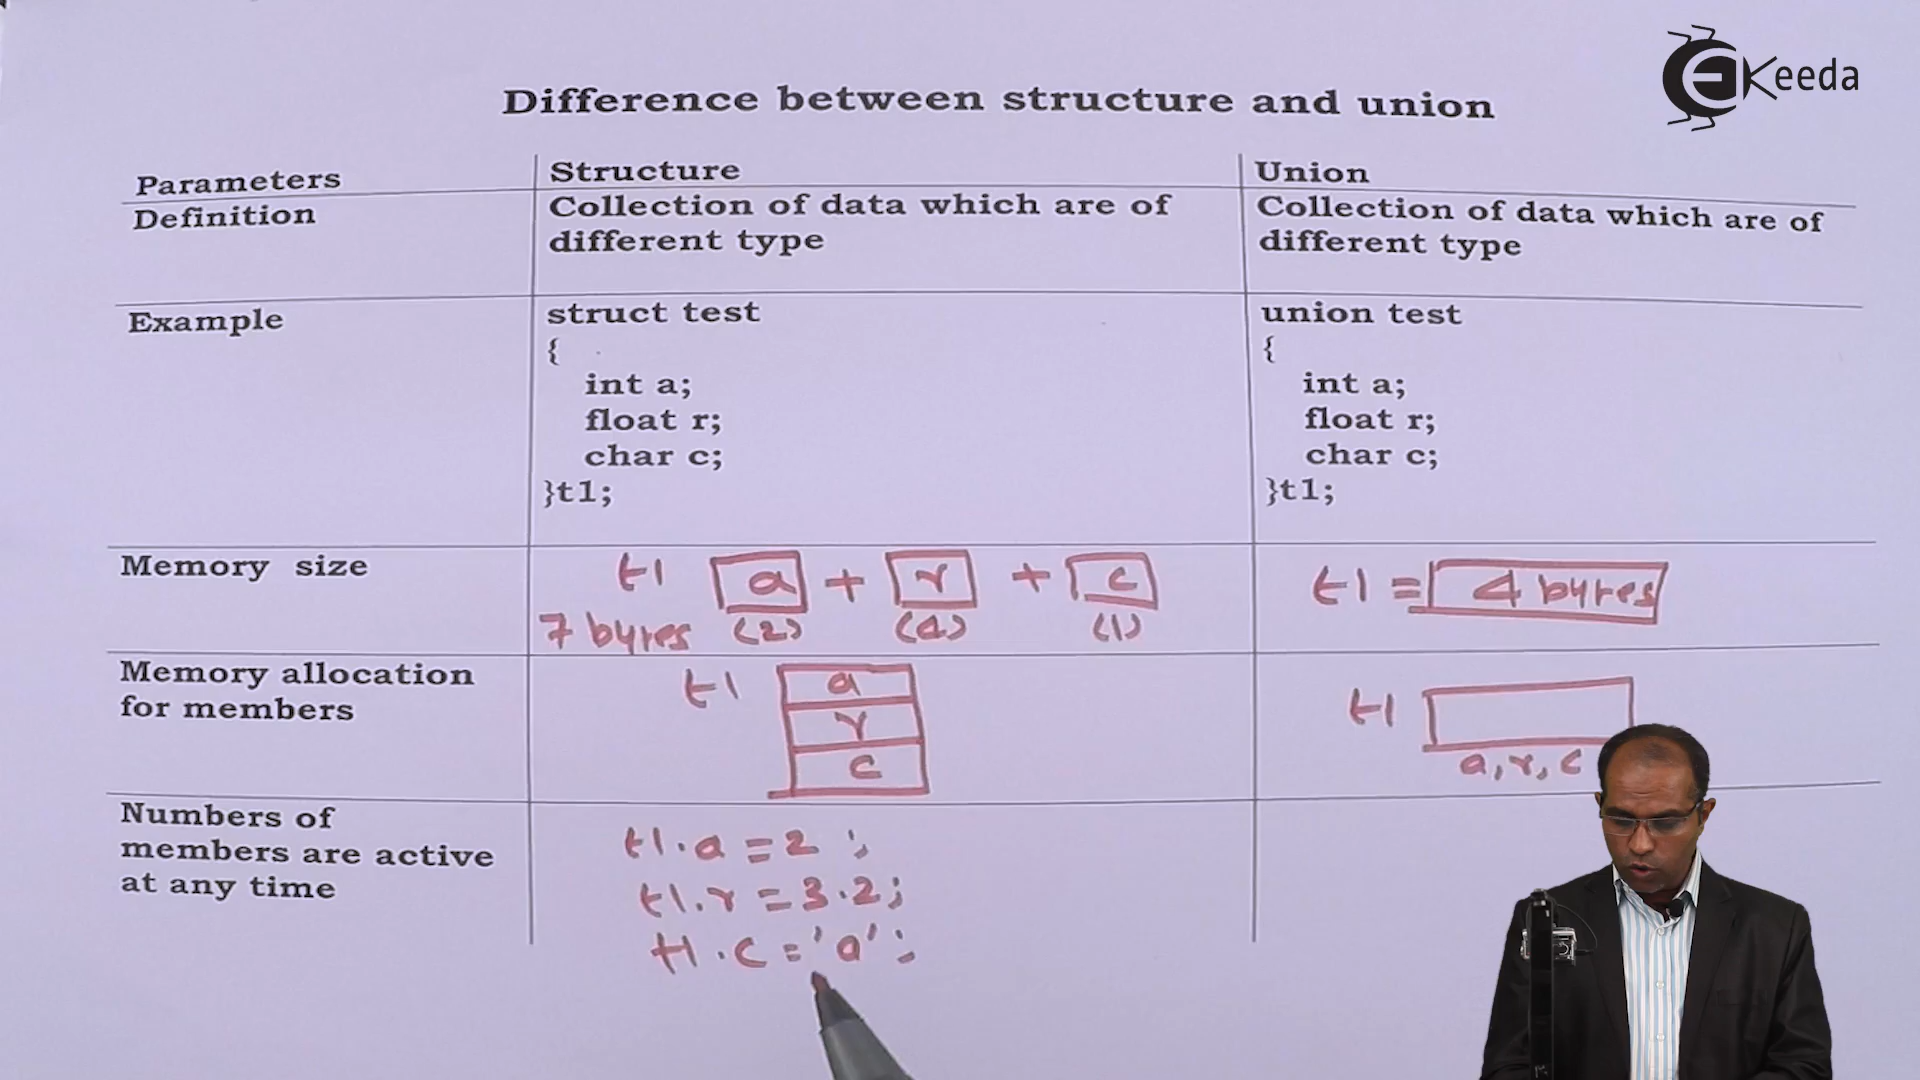 Keeda
Difference between structure and union
Parameters Structure Union
Definition Collection of data which are of different type Collection of data which are of different type
Example struct test union test
{ {
int a; int a;
float r; float r;
char c; char c;
}t1; }t1;
Memory size t1 a + r + c t1 = 4 bytes
7 bytes (2) (4) (1)
Memory allocation for members t1 a r c t1 a, r, c
Numbers of members are active at any time
t1.a = 2 ;
t1.r = 3.2;
t1.c = 'a';